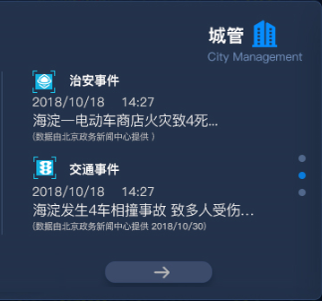 城管
City Management
治安事件
2018/10/18 14:27
海淀一电动车商店火灾致4死...
(数据由北京政务新闻中心提供 )
交通事件
2018/10/18 14:27
海淀发生4车相撞事故 致多人受伤...
(数据由北京政务新闻中心提供 2018/10/30)